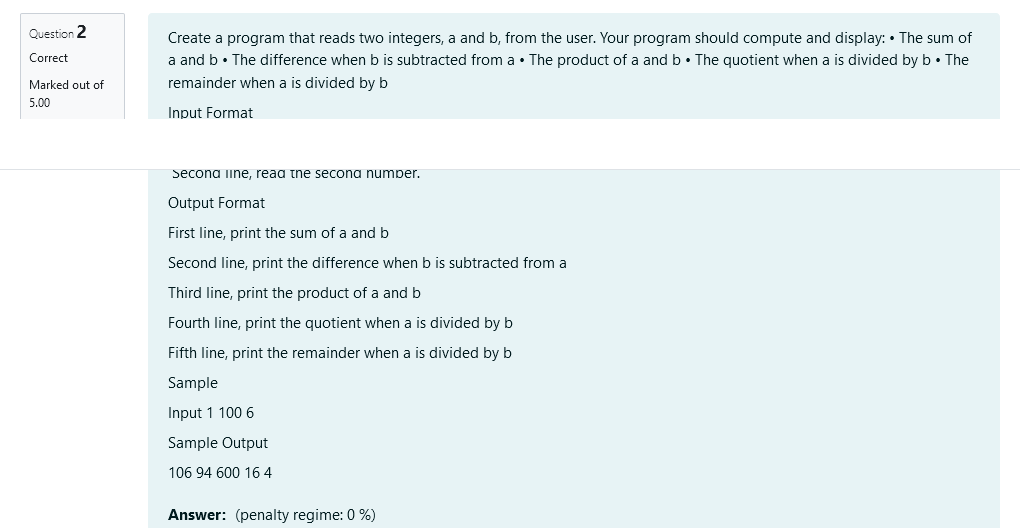 Question 2
Correct
Marked out of
5.00
Create a program that reads two integers, a and b, from the user. Your program should compute and display: • The sum of
a and b • The difference when b is subtracted from a • The product of a and b • The quotient when a is divided by b • The
remainder when a is divided by b
Input Format
Second line, read the second number.
Output Format
First line, print the sum of a and b
Second line, print the difference when b is subtracted from a
Third line, print the product of a and b
Fourth line, print the quotient when a is divided by b
Fifth line, print the remainder when a is divided by b
Sample
Input 1 100 6
Sample Output
106 94 600 16 4
Answer: (penalty regime: 0 %)